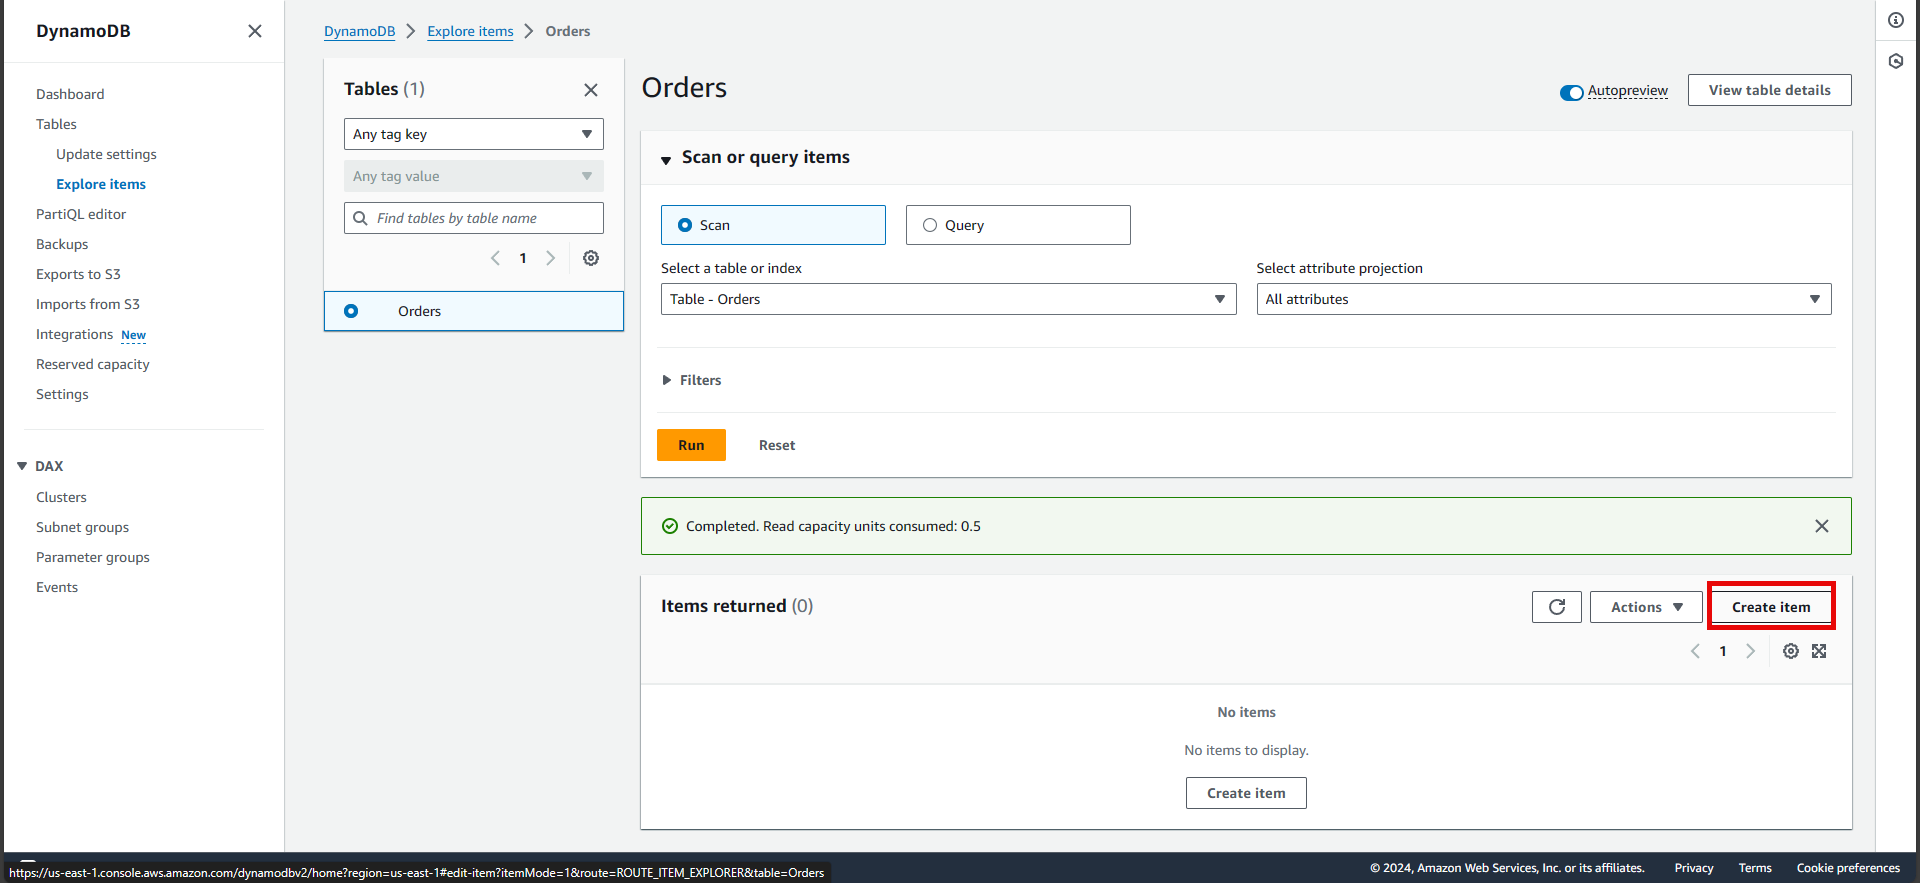 DynamoDB
Dashboard
Tables
Update settings
Explore items
PartiQL editor
Backups
Exports to S3
Imports from S3
Integrations New
Reserved capacity
Settings
DAX
Clusters
Subnet groups
Parameter groups
Events
DynamoDB Explore items Orders
Tables (1)
Any tag key
Any tag value
Find tables by table name
1
Orders
Orders
Autopreview
View table details
Scan or query items
Scan
Query
Select a table or index
Table - Orders
Select attribute projection
All attributes
Filters
Run
Reset
Completed. Read capacity units consumed: 0.5
Items returned (0)
Actions
Create item
1
No items
No items to display.
Create item
© 2024, Amazon Web Services, Inc. or its affiliates.
Privacy
Terms
Cookie preferences
https://us-east-1.console.aws.amazon.com/dynamodbv2/home?region=us-east-1#edit-item?itemMode=1&route=ROUTE_ITEM_EXPLORER&table=Orders